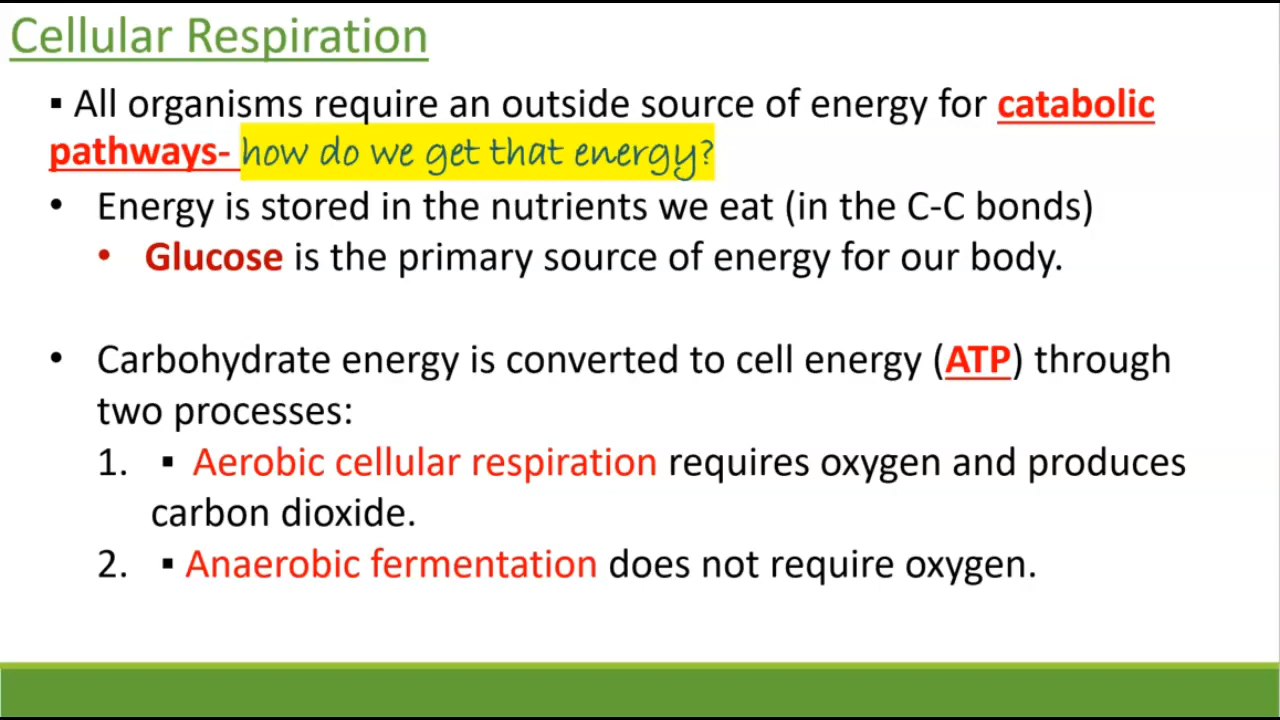 Cellular Respiration
▪ All organisms require an outside source of energy for catabolic
pathways- how do we get that energy?
• Energy is stored in the nutrients we eat (in the C-C bonds)
• Glucose is the primary source of energy for our body.
• Carbohydrate energy is converted to cell energy (ATP) through
two processes:
1. ▪ Aerobic cellular respiration requires oxygen and produces
carbon dioxide.
2. ▪ Anaerobic fermentation does not require oxygen.